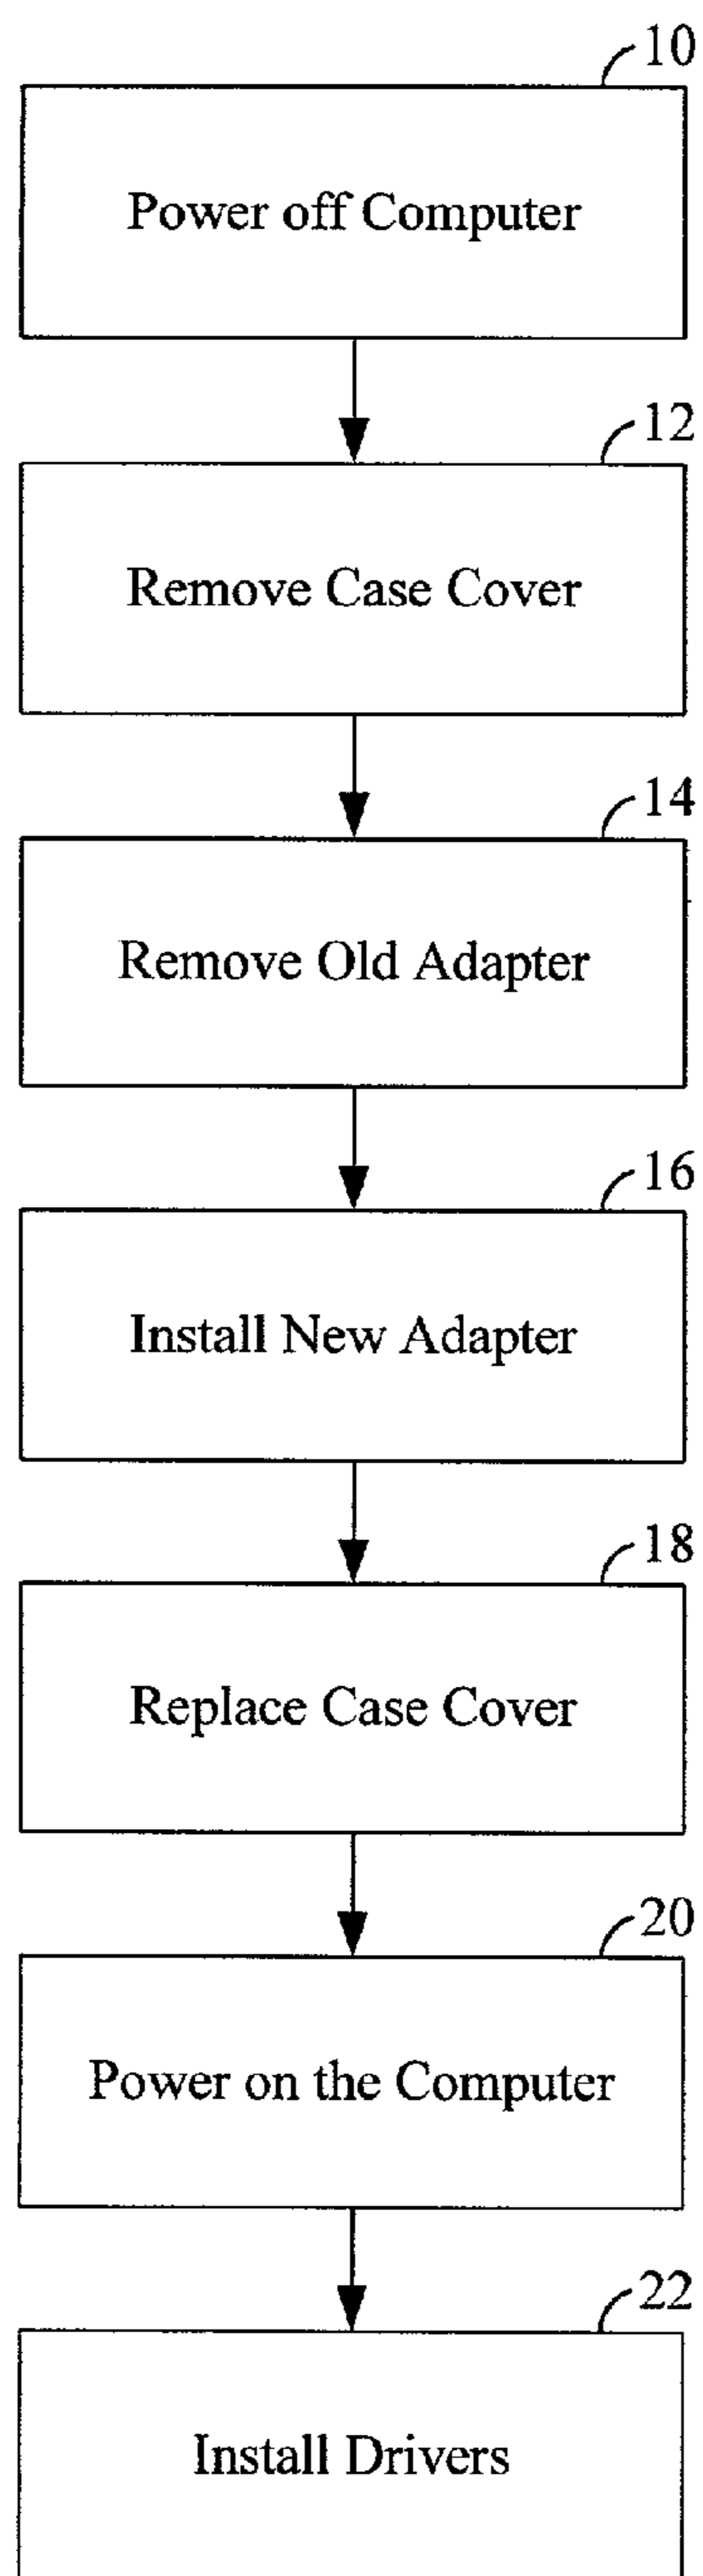 10
Power off Computer
12
Remove Case Cover
14
Remove Old Adapter
16
Install New Adapter
18
Replace Case Cover
20
Power on the Computer
22
Install Drivers